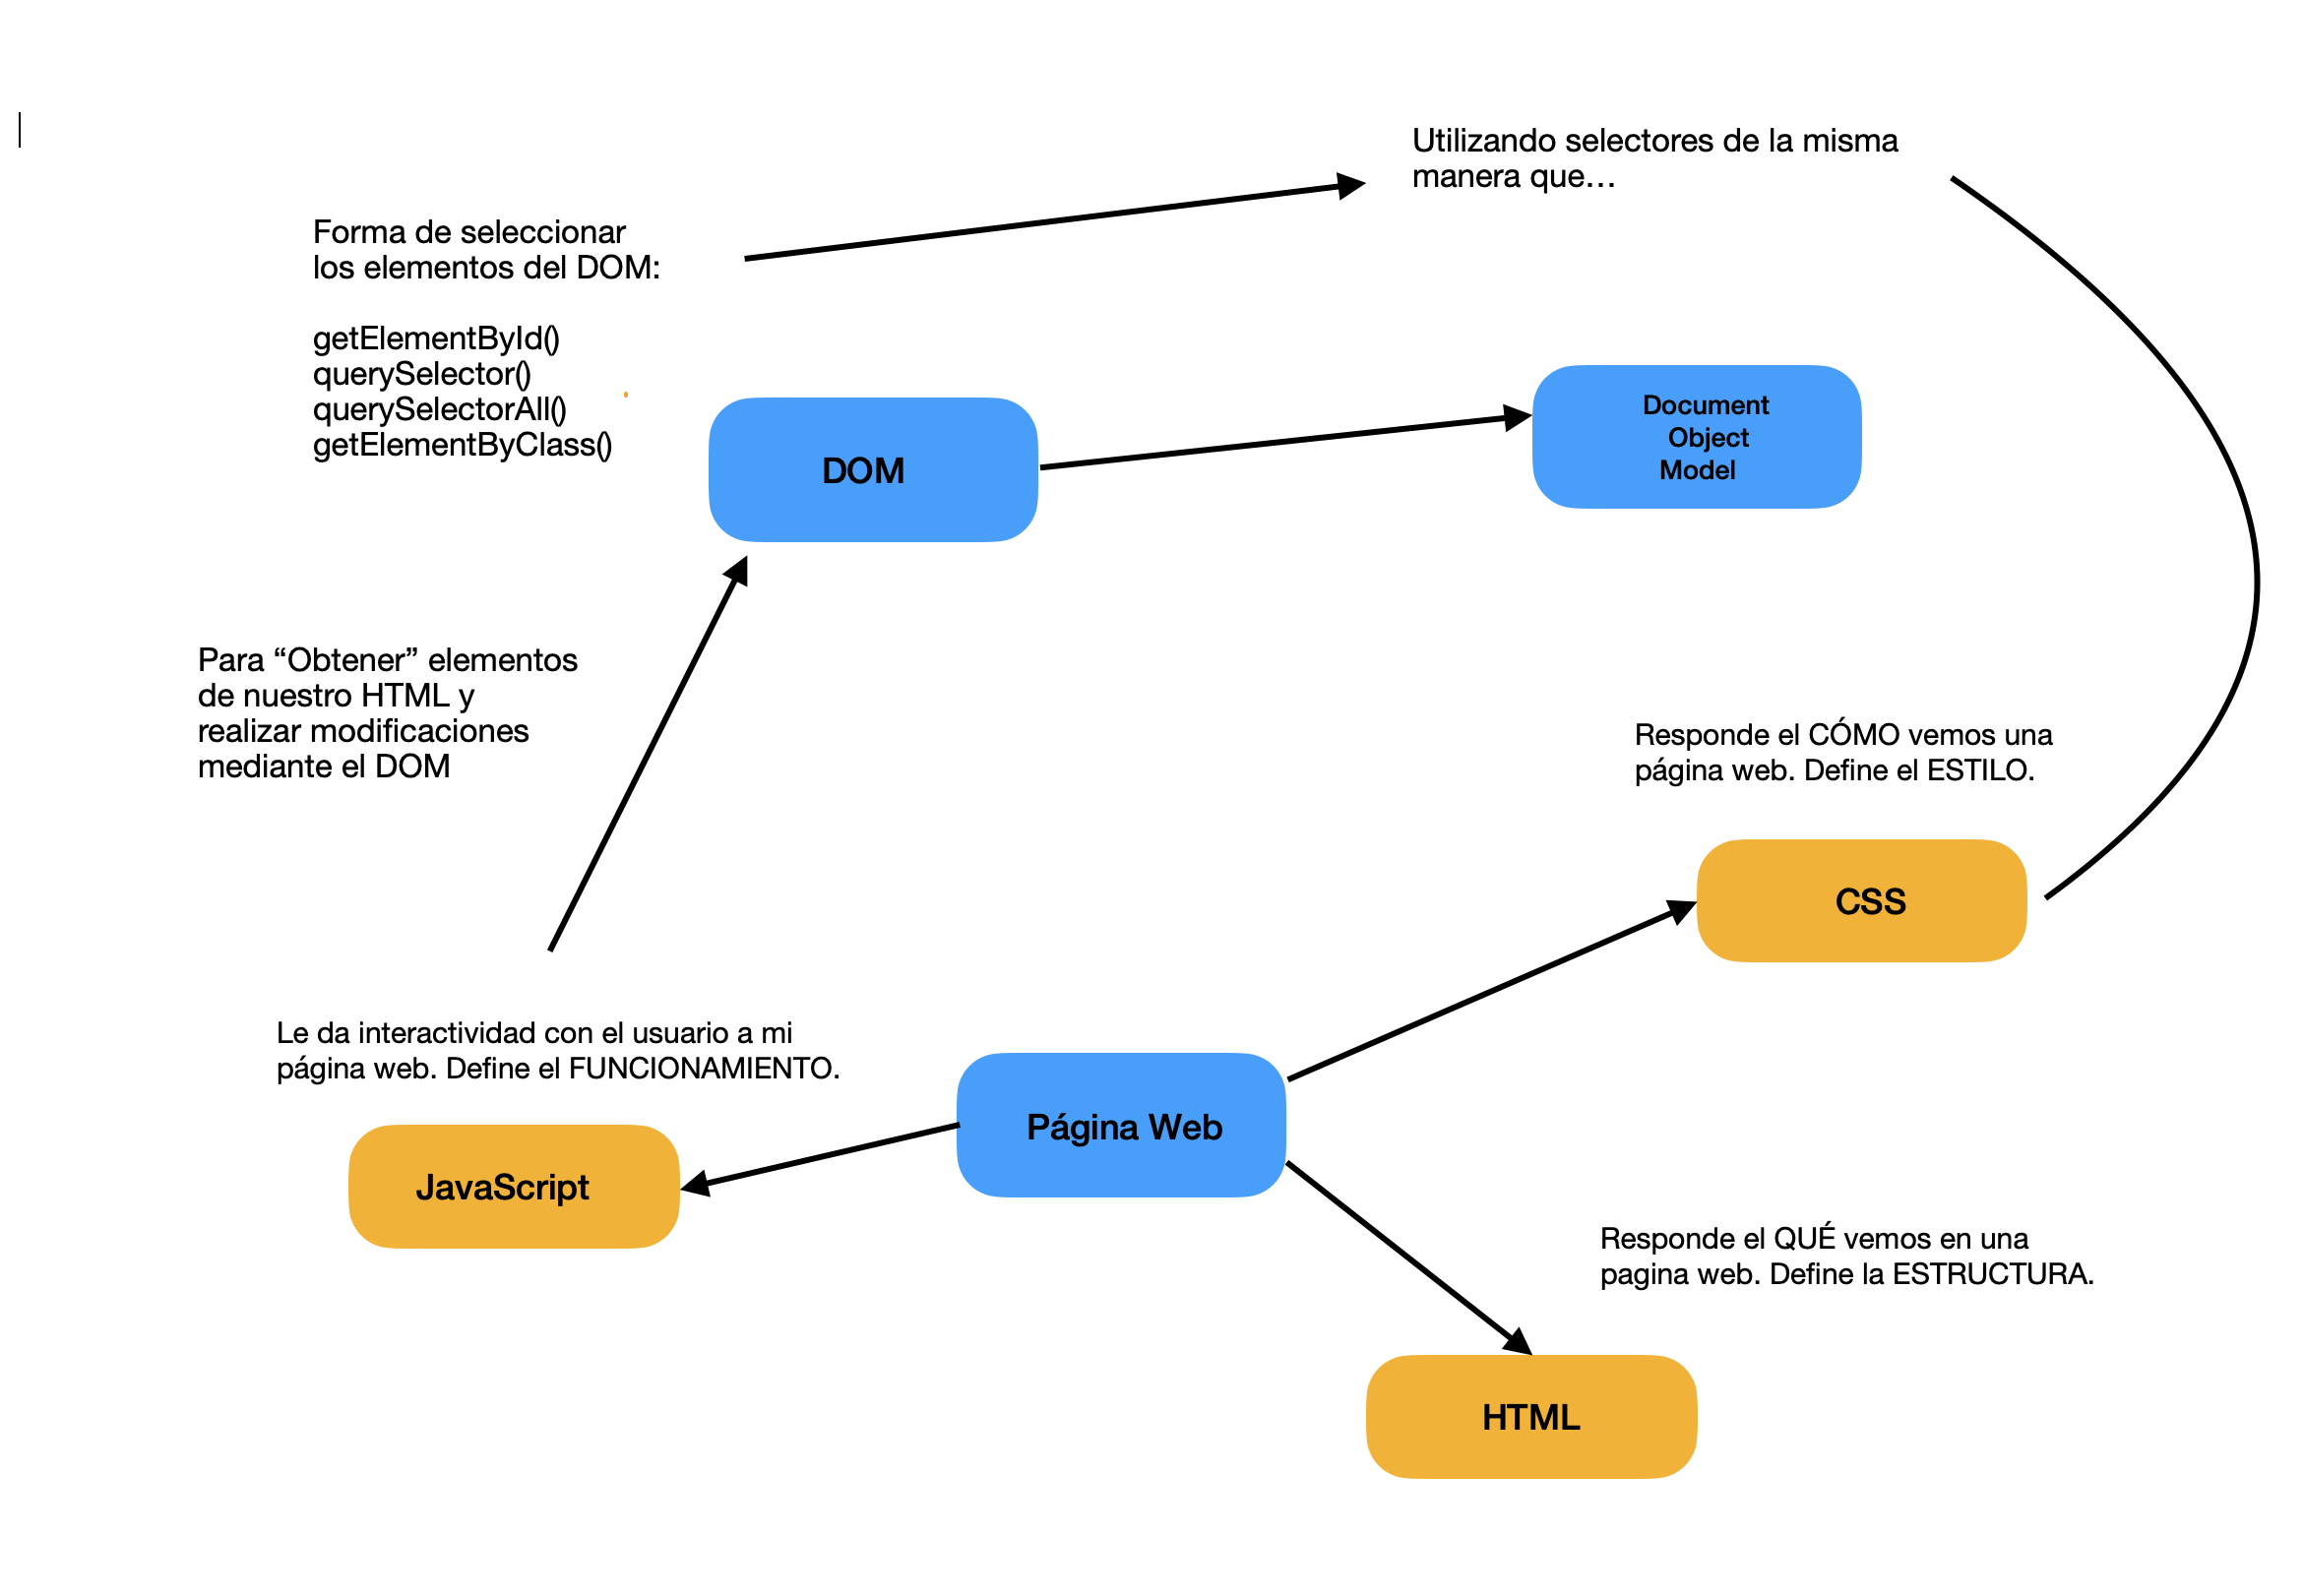 Utilizando selectores de la misma
manera que...
Forma de seleccionar
los elementos del DOM:
getElementById()
querySelector()
querySelectorAll()
getElementByClass()
DOM
Document
Object
Model
Para “Obtener” elementos
de nuestro HTML y
realizar modificaciones
mediante el DOM
Responde el CÓMO vemos una
página web. Define el ESTILO.
CSS
Le da interactividad con el usuario a mi
página web. Define el FUNCIONAMIENTO.
Página Web
JavaScript
Responde el QUÉ vemos en una
pagina web. Define la ESTRUCTURA.
HTML